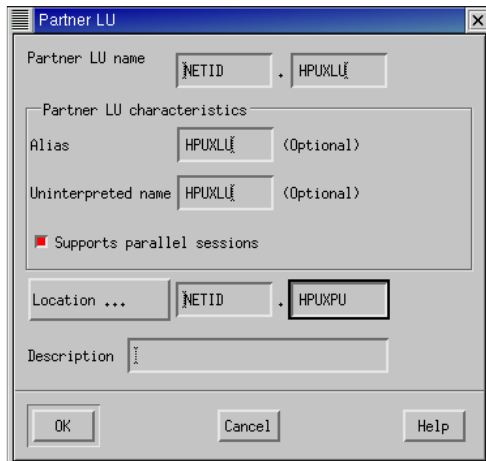 Partner LU
Partner LU name NETID . HPUXLU
Partner LU characteristics
Alias HPUXLU (Optional)
Uninterpreted name HPUXLU (Optional)
Supports parallel sessions
Location ... NETID . HPUXPU
Description
OK Cancel Help